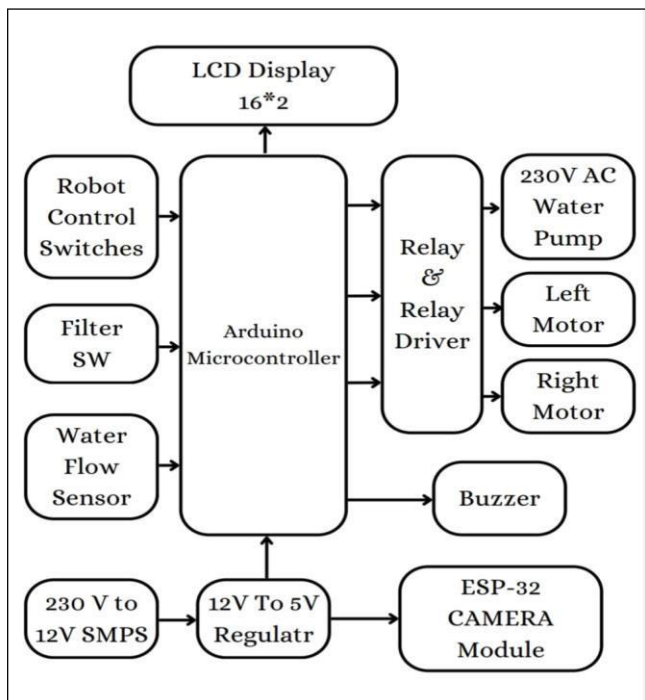 LCD Display
16*2
Robot
Control
Switches
Filter
SW
Water
Flow
Sensor
Arduino
Microcontroller
Relay
&
Relay
Driver
230V AC
Water
Pump
Left
Motor
Right
Motor
Buzzer
230 V to
12V SMPS
12V To 5V
Regulatr
ESP-32
CAMERA
Module